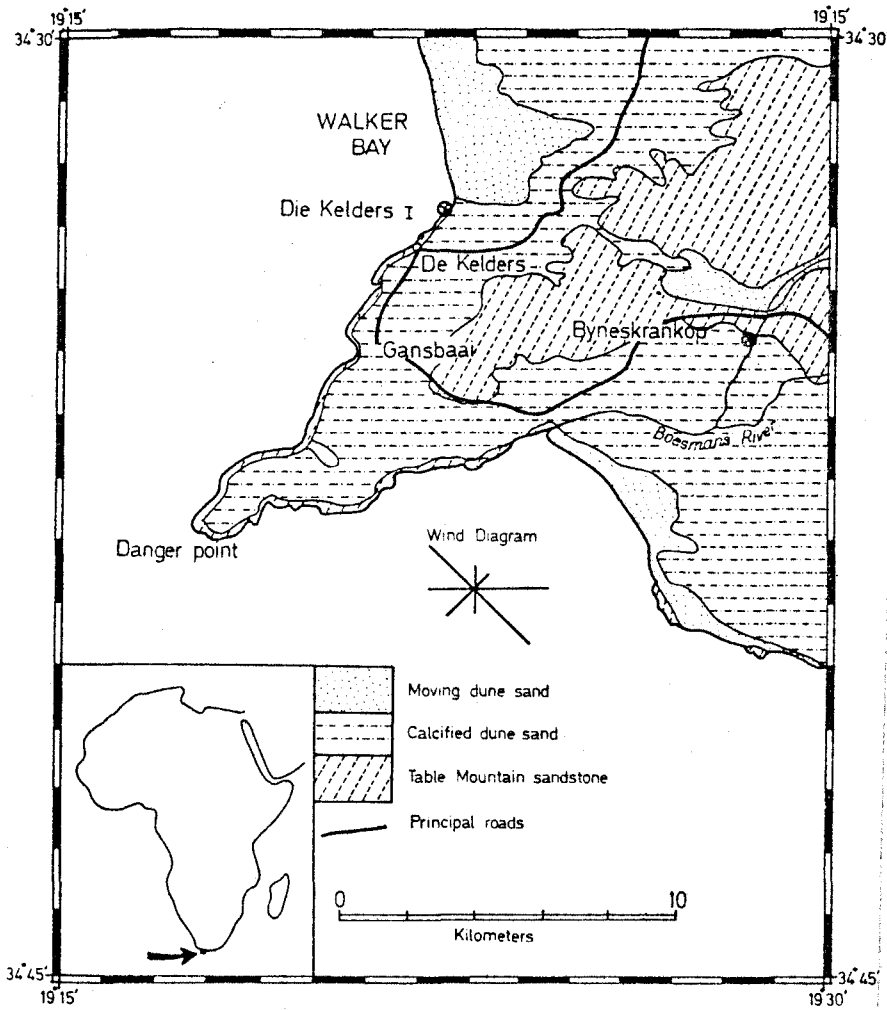 19°15'
19°15'
34°30'
34°30
WALKER
BAY
Die Kelders I
De Kelders
Byneskrankop
Gansbaai
Boesmans River
Danger point
Wind Diagram
Moving dune sand
Calcified dune sand
Table Mountain sandstone
Principal roads
0 10
Kilometers
34°45'
34°45'
19°15'
19°30'